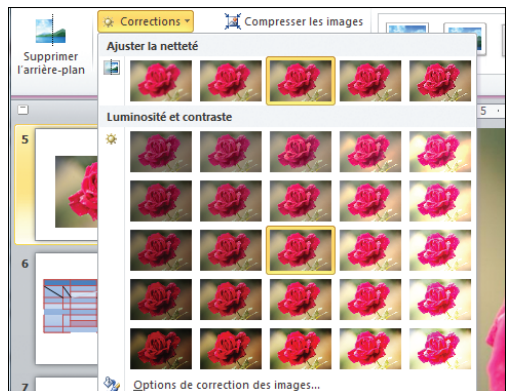 Corrections
Compresser les images
Supprimer
l'arrière-plan
Ajuster la netteté
Luminosité et contraste
5
5
6
7
Options de correction des images...